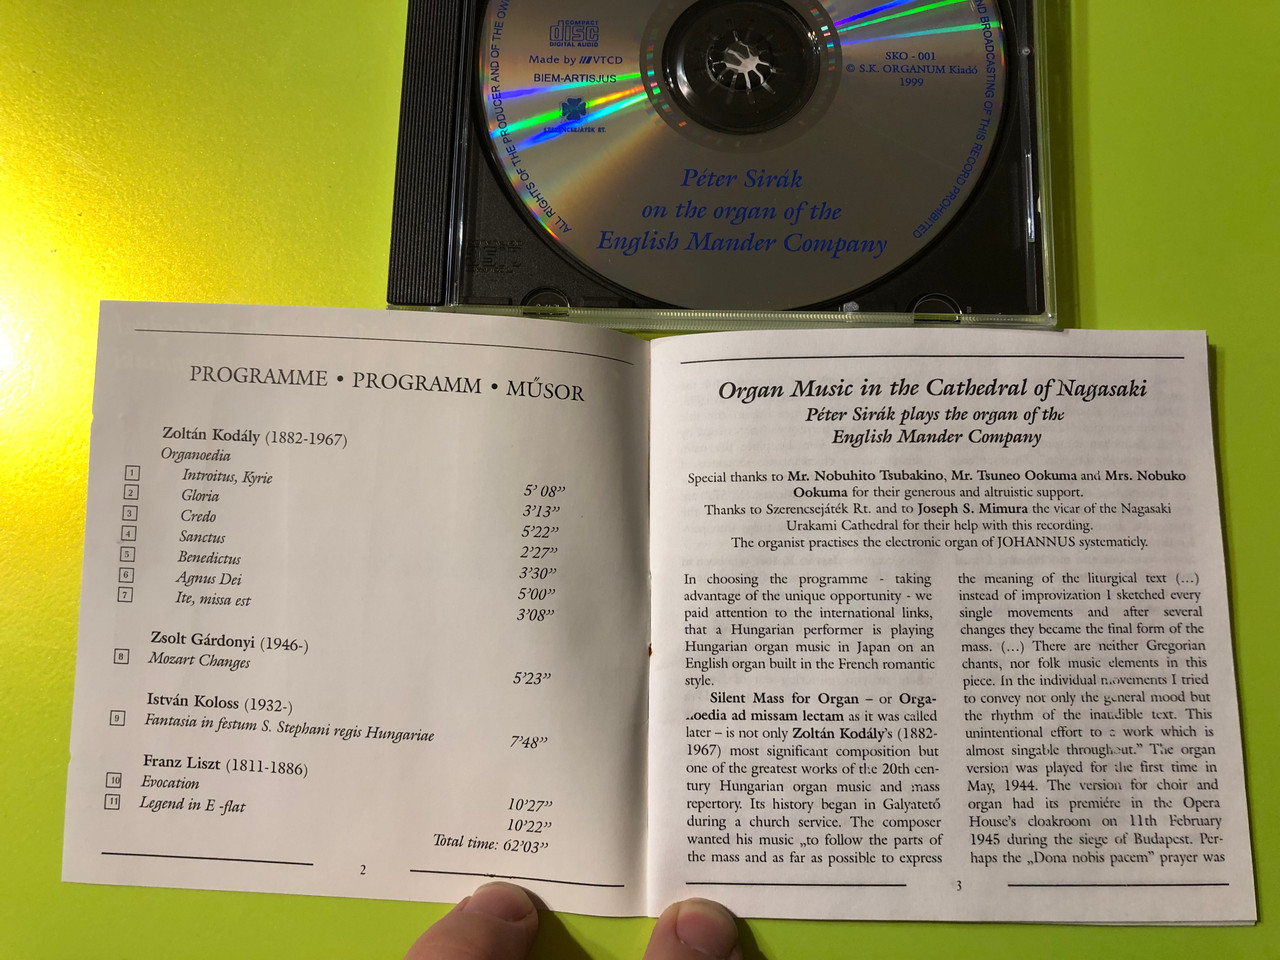 COMPACT
disc
DIGITAL AUDIO
Made by VTCD
BIEM-ARTISJUS
SZERENCSEJÁTÉK RT.
SKO - 001
© S.K. ORGANUM Kiadó
1999
ALL RIGHTS OF THE PRODUCER AND OF THE OW
ND BROADCASTING OF THIS RECORD PROHIBITED
Péter Sirák
on the organ of the
English Mander Company
PROGRAMME • PROGRAMM • MŰSOR
Zoltán Kodály (1882-1967)
Organoedia
1 Introitus, Kyrie 5' 08”
2 Gloria 3'13”
3 Credo 5'22”
4 Sanctus 2'27”
5 Benedictus 3'30”
6 Agnus Dei 5'00”
7 Ite, missa est 3'08”
Zsolt Gárdonyi (1946-)
8 Mozart Changes 5'23”
István Koloss (1932-)
9 Fantasia in festum S. Stephani regis Hungariae 7'48”
Franz Liszt (1811-1886)
10 Evocation 10'27”
11 Legend in E -flat 10'22”
Total time: 62'03”
2
Organ Music in the Cathedral of Nagasaki
Péter Sirák plays the organ of the
English Mander Company
Special thanks to Mr. Nobuhito Tsubakino, Mr. Tsuneo Ookuma and Mrs. Nobuko
Ookuma for their generous and altruistic support.
Thanks to Szerencsejáték Rt. and to Joseph S. Mimura the vicar of the Nagasaki
Urakami Cathedral for their help with this recording.
The organist practises the electronic organ of JOHANNUS systematicly.
In choosing the programme - taking
advantage of the unique opportunity - we
paid attention to the international links,
that a Hungarian performer is playing
Hungarian organ music in Japan on an
English organ built in the French romantic
style.
Silent Mass for Organ – or Orga-
noedia ad missam lectam as it was called
later – is not only Zoltán Kodály's (1882-
1967) most significant composition but
one of the greatest works of the 20th cen-
tury Hungarian organ music and mass
repertory. Its history began in Galyatető
during a church service. The composer
wanted his music „to follow the parts of
the mass and as far as possible to express
the meaning of the liturgical text (…)
instead of improvization I sketched every
single movements and after several
changes they became the final form of the
mass. (…) There are neither Gregorian
chants, nor folk music elements in this
piece. In the individual movements I tried
to convey not only the general mood but
the rhythm of the inaudible text. This
unintentional effort to a work which is
almost singable throughout.” The organ
version was played for the first time in
May, 1944. The version for choir and
organ had its premiére in the Opera
House's cloakroom on 11th February
1945 during the siege of Budapest. Per-
haps the „Dona nobis pacem” prayer was
3